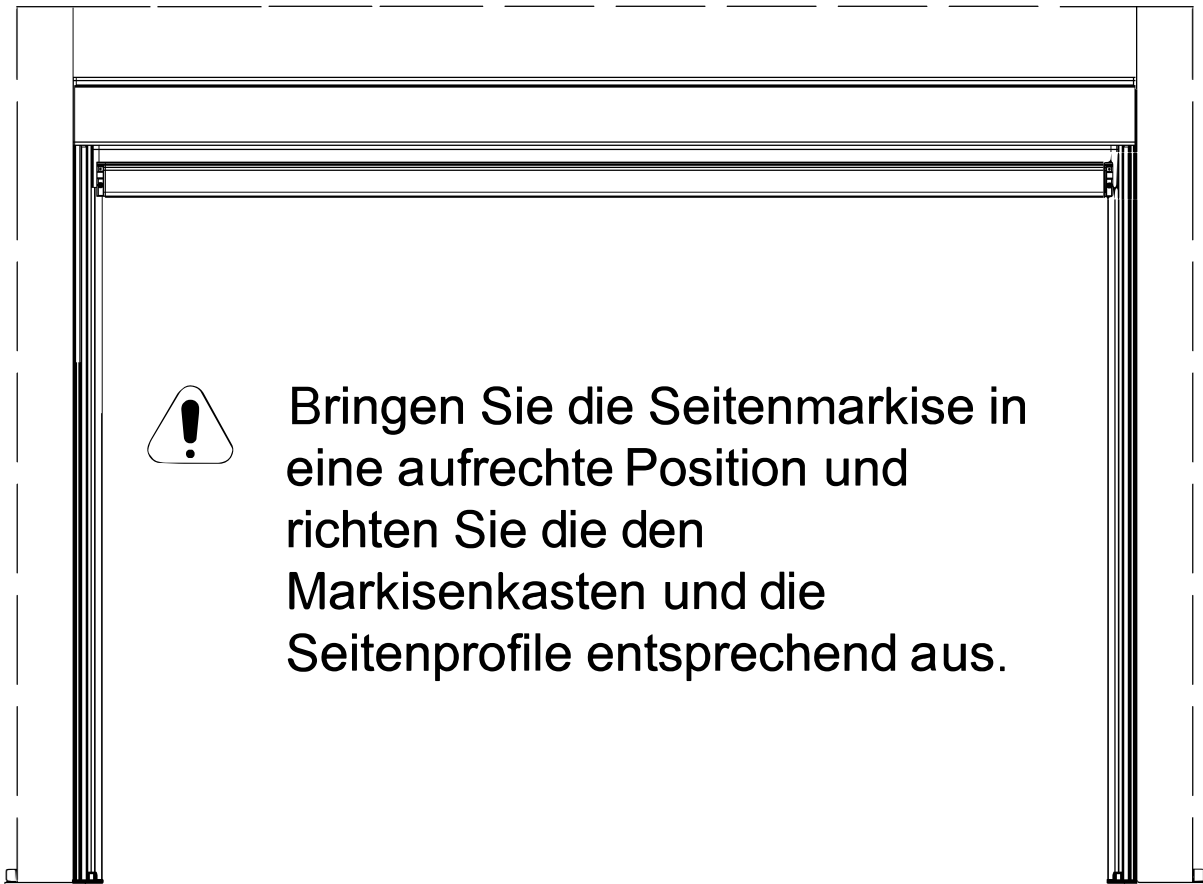 Bringen Sie die Seitenmarkise in
eine aufrechte Position und
richten Sie die den
Markisenkasten und die
Seitenprofile entsprechend aus.